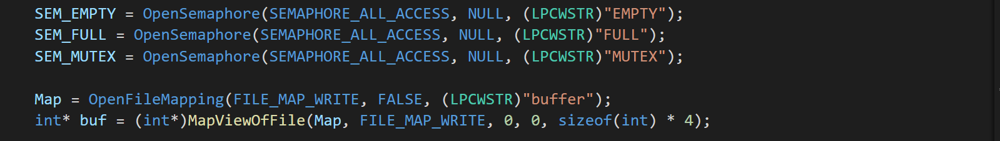 SEM_EMPTY = OpenSemaphore(SEMAPHORE_ALL_ACCESS, NULL, (LPCWSTR)"EMPTY");
SEM_FULL = OpenSemaphore(SEMAPHORE_ALL_ACCESS, NULL, (LPCWSTR)"FULL");
SEM_MUTEX = OpenSemaphore(SEMAPHORE_ALL_ACCESS, NULL, (LPCWSTR)"MUTEX");
Map = OpenFileMapping(FILE_MAP_WRITE, FALSE, (LPCWSTR)"buffer");
int* buf = (int*)MapViewOfFile(Map, FILE_MAP_WRITE, 0, 0, sizeof(int) * 4);